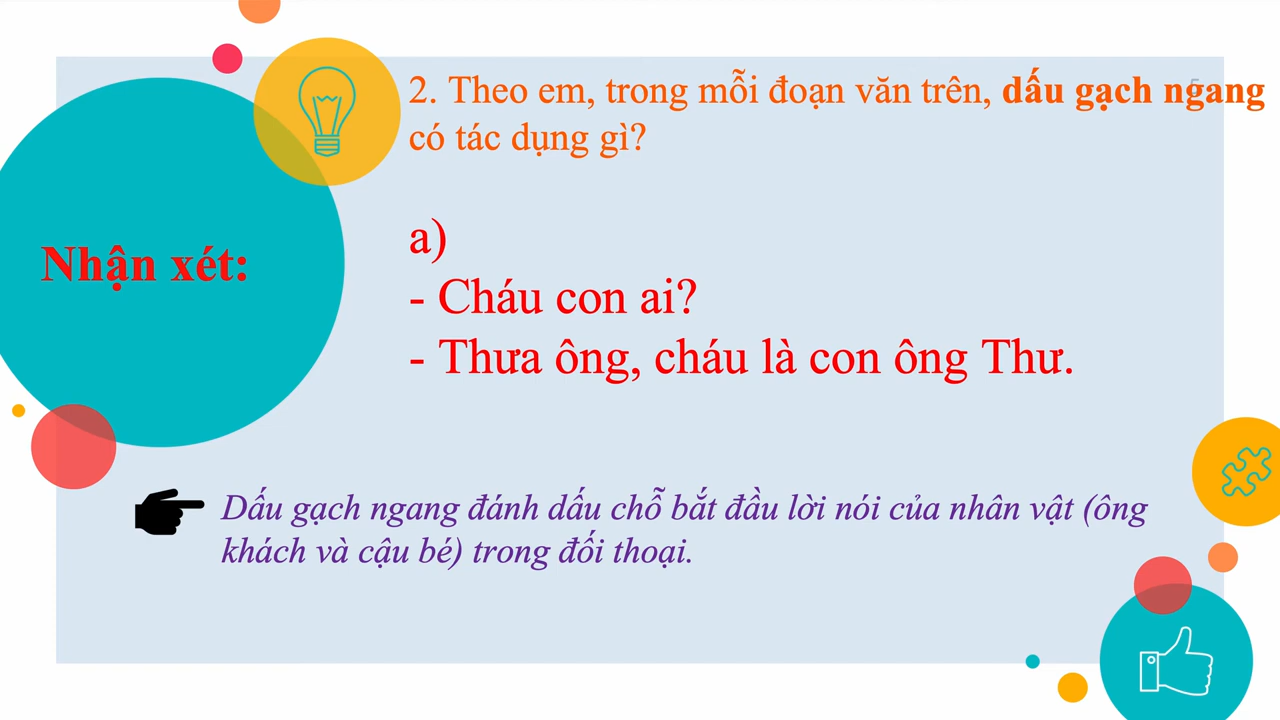 2. Theo em, trong mỗi đoạn văn trên, dấu gạch ngang
có tác dụng gì?
Nhận xét:
a)
- Cháu con ai?
- Thưa ông, cháu là con ông Thư.
Dấu gạch ngang đánh dấu chỗ bắt đầu lời nói của nhân vật (ông
khách và cậu bé) trong đối thoại.